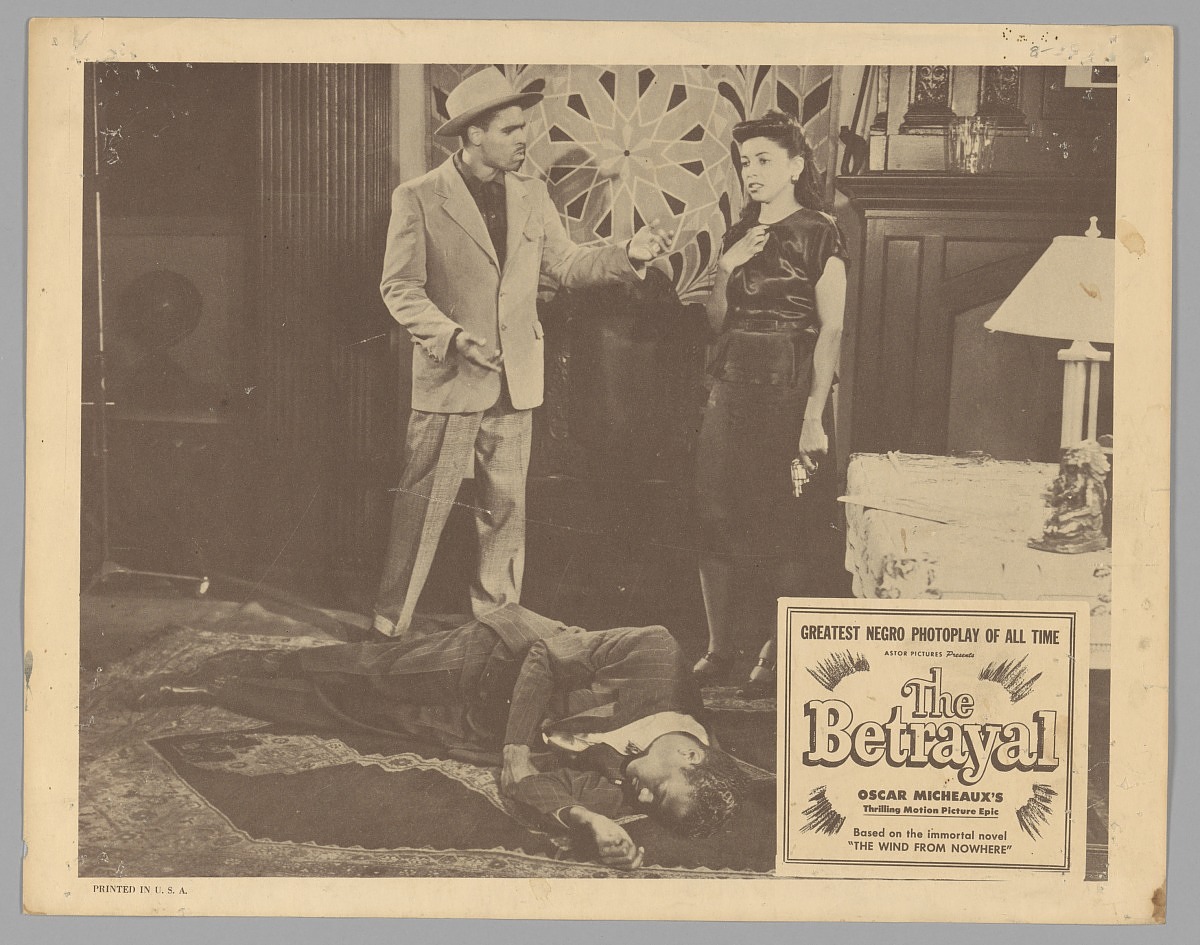 GREATEST NEGRO PHOTOPLAY OF ALL TIME
ASTOR PICTURES Presents
The
Betrayal
OSCAR MICHEAUX'S
Thrilling Motion Picture Epic
Based on the immortal novel
"THE WIND FROM NOWHERE"
PRINTED IN U. S. A.